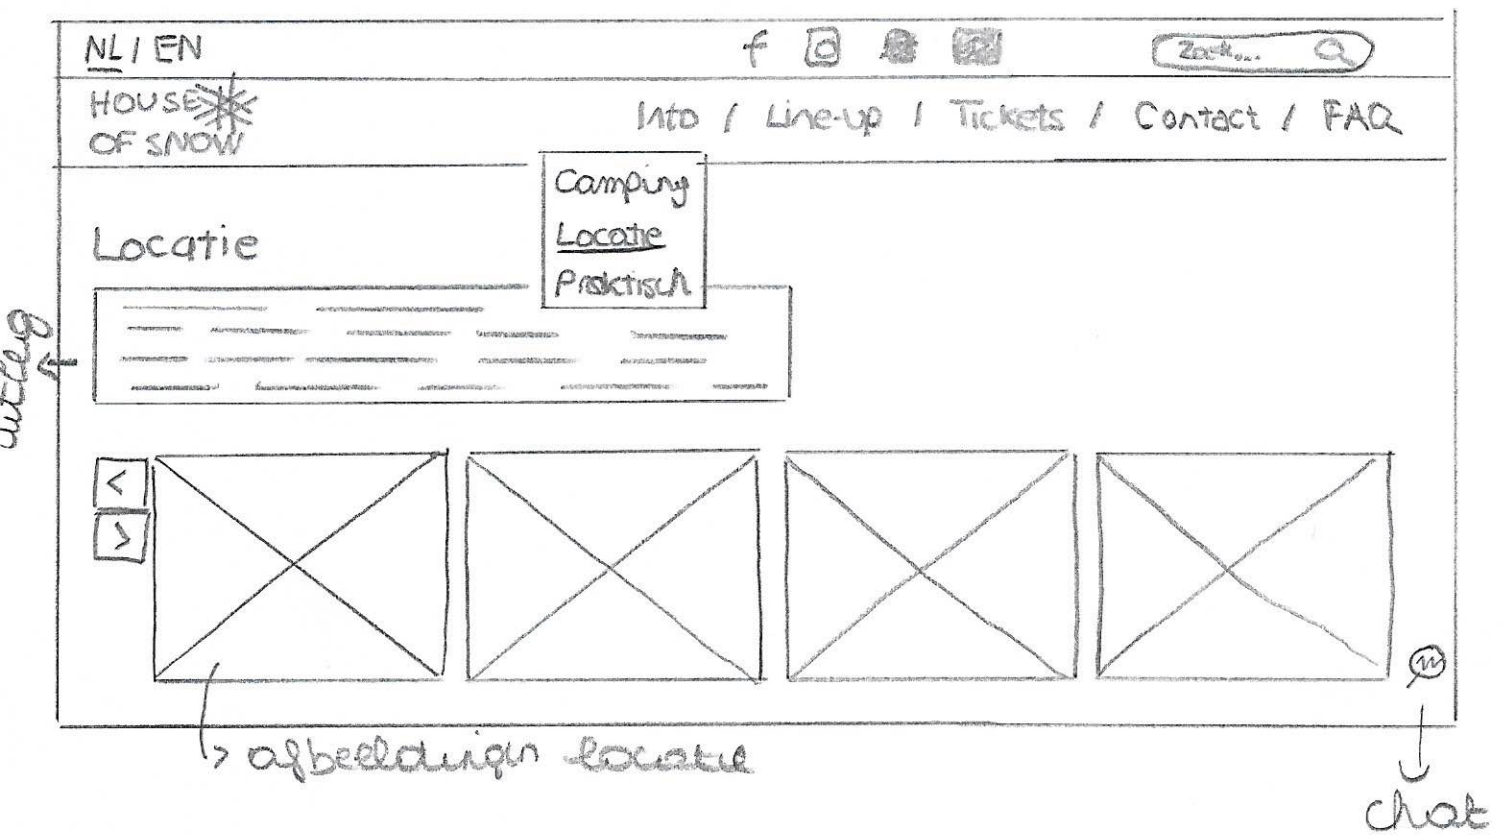 NL / EN
f
Zoek...
HOUSE
OF SNOW
Info / Line-up / Tickets / Contact / FAQ
Camping
Locatie
Praktisch
Locatie
uitleg
<
>
afbeeldingen locatie
chat